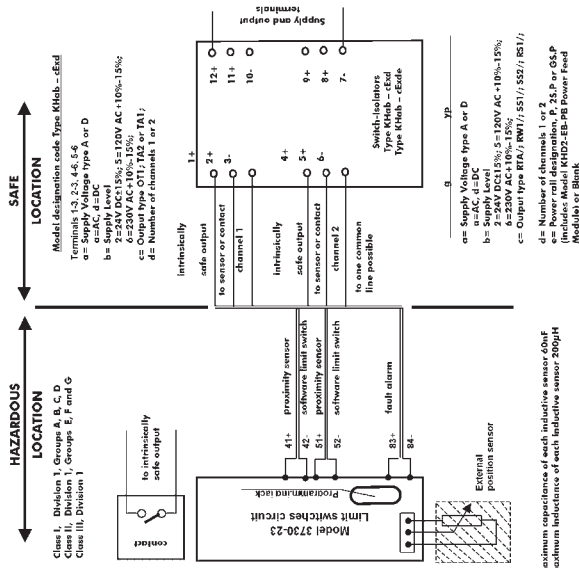 HAZARDOUS
LOCATION
Class I, Division 1, Groups A, B, C, D
Class II, Division 1, Groups E, F and G
Class III, Division 1
SAFE
LOCATION
Model designation code Type KHab – cExd
Terminals 1-3, 2-3, 4-6, 5-6
a= Supply Voltage type A or D
a=AC, d=DC
b= Supply Level
2=24V DC±15%; 5=120V AC +10%-15%;
6=230V AC+10%-15%;
c= Output type OT1; TA2 or TA1;
d= Number of channels 1 or 2
contact
to intrinsically
safe output
intrinsically
safe output
to sensor or contact
channel 1
intrinsically
safe output
to sensor or contact
channel 2
to one common
line possible
1+
2+
3-
4+
5+
6-
Switch-Isolators
Type KHab – cExd
Type KHab – cExde
12+
11+
10-
9+
8+
7-
Supply and output
terminals
Model 3730-23
Limit switches circuit
Programming jack
41+
42-
51+
52-
83+
84-
proximity sensor
software limit switch
proximity sensor
software limit switch
fault alarm
External
position sensor
g yp
a= Supply Voltage type A or D
a=AC, d=DC
b= Supply Level
2=24V DC±15%; 5=120V AC +10%-15%;
6=230V AC+10%-15%;
c= Output type RTA/; RW1/; SS1/; SS2/; RS1/;
d= Number of channels 1 or 2
e= Power rail designation, P, 2S.P or GS.P
(includes Model KHD2-EB-PB Power Feed
Module) or Blank
aximum capacitance of each inductive sensor 60nF
aximum inductance of each inductive sensor 200µH